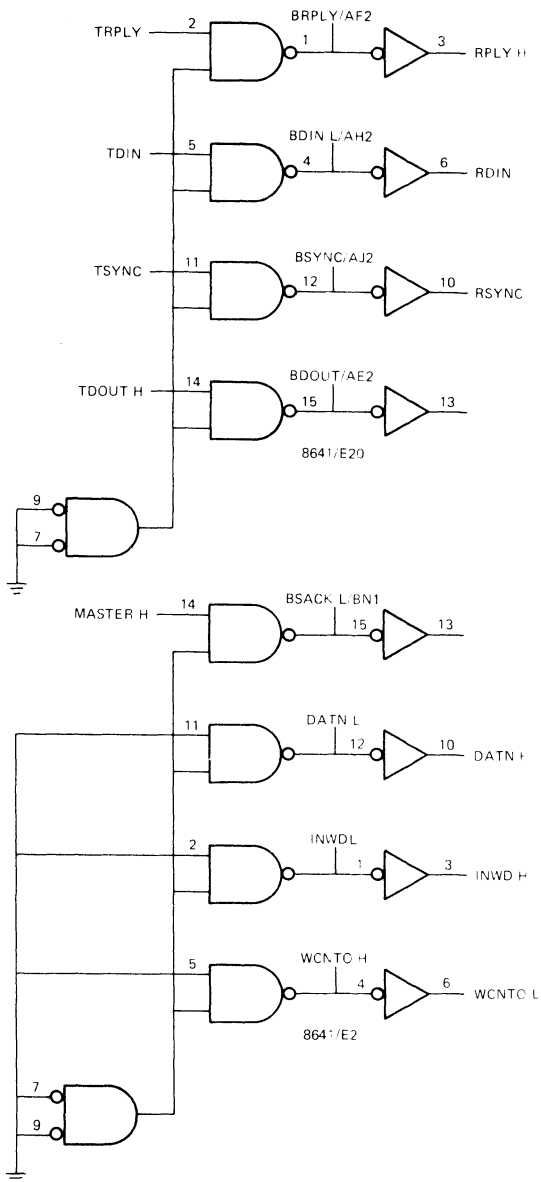 BRPLY/AF2
TRPLY 2 1 3 RPLY H
BDIN L/AH2
TDIN 5 4 6 RDIN
BSYNC/AJ2
TSYNC 11 12 10 RSYNC
BDOUT/AE2
TDOUT H 14 15 13
8641/E20
9
7
BSACK L/BN1
MASTER H 14 15 13
DATN L
11 12 10 DATN H
INWDL
2 1 3 INWD H
WCNTO H
5 4 6 WCNTO L
8641/E2
7
9